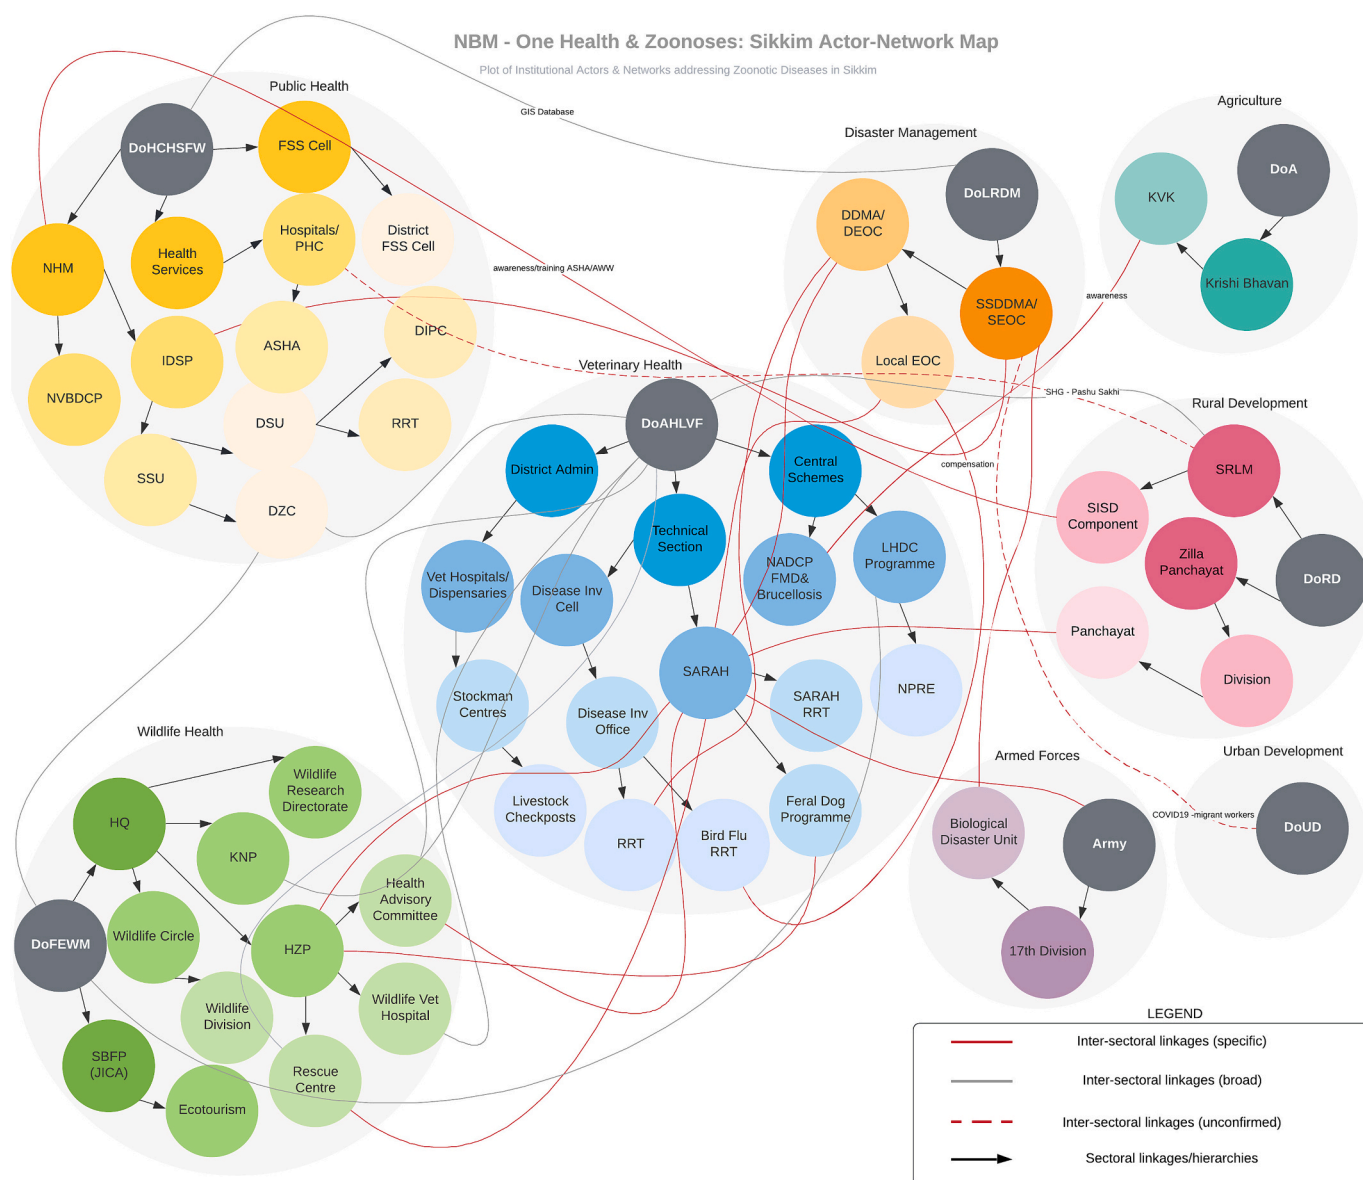 NBM - One Health & Zoonoses: Sikkim Actor-Network Map
Plot of Institutional Actors & Networks addressing Zoonotic Diseases in Sikkim
Public Health
DoHCHSFW
FSS Cell
NHM
Health
Services
Hospitals/
PHC
District
FSS Cell
NVBDCP
IDSP
ASHA
DIPC
SSU
DSU
RRT
DZC
GIS Database
awareness/training ASHA/AWW
Disaster Management
DoLRDM
DDMA/
DEOC
SSDDMA/
SEOC
Local EOC
Agriculture
DoA
KVK
Krishi Bhavan
awareness
SHG - Pashu Sakhi
compensation
Veterinary Health
DoAHLVF
District Admin
Central
Schemes
Technical
Section
Vet Hospitals/
Dispensaries
Disease Inv
Cell
NADCP
FMD&
Brucellosis
LHDC
Programme
SARAH
Stockman
Centres
Disease Inv
Office
SARAH
RRT
NPRE
Livestock
Checkposts
RRT
Bird Flu
RRT
Feral Dog
Programme
Rural Development
SRLM
SISD
Component
Zilla
Panchayat
DoRD
Panchayat
Division
Wildlife Health
Wildlife
Research
Directorate
HQ
KNP
Health
Advisory
Committee
DoFEWM
Wildlife Circle
HZP
Wildlife
Division
Wildlife Vet
Hospital
SBFP
(JICA)
Rescue
Centre
Ecotourism
Armed Forces
Biological
Disaster Unit
Army
17th Division
Urban Development
COVID19 -migrant workers
DoUD
LEGEND
Inter-sectoral linkages (specific)
Inter-sectoral linkages (broad)
Inter-sectoral linkages (unconfirmed)
Sectoral linkages/hierarchies